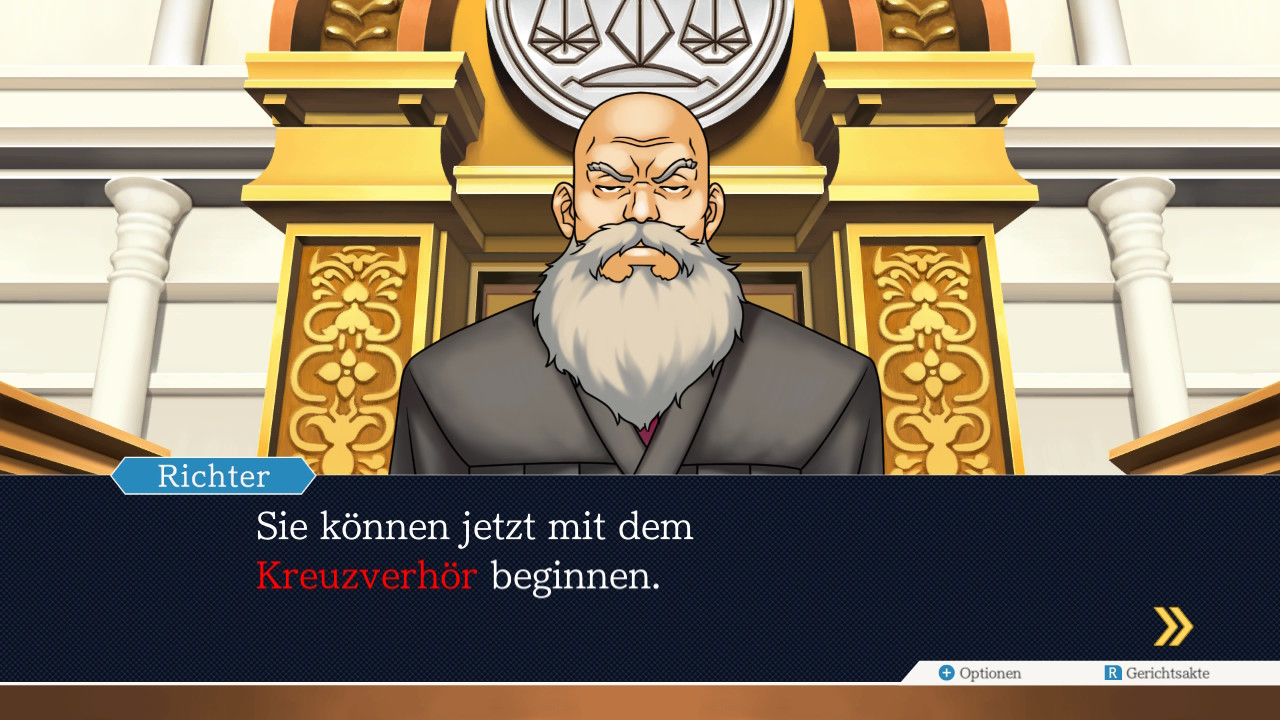 Richter
Sie können jetzt mit dem
Kreuzverhör beginnen.
+ Optionen
R Gerichtsakte